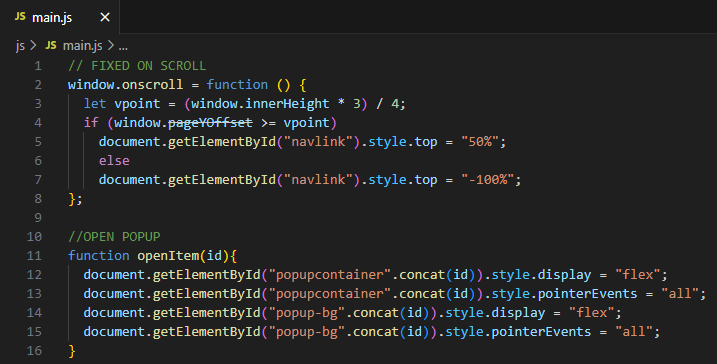 JS main.js ×
js > JS main.js > ...
1 // FIXED ON SCROLL
2 window.onscroll = function () {
3   let vpoint = (window.innerHeight * 3) / 4;
4   if (window.pageYOffset >= vpoint)
5     document.getElementById("navlink").style.top = "50%";
6     else
7     document.getElementById("navlink").style.top = "-100%";
8 };
9
10 //OPEN POPUP
11 function openItem(id){
12   document.getElementById("popupcontainer".concat(id)).style.display = "flex";
13   document.getElementById("popupcontainer".concat(id)).style.pointerEvents = "all";
14   document.getElementById("popup-bg".concat(id)).style.display = "flex";
15   document.getElementById("popup-bg".concat(id)).style.pointerEvents = "all";
16 }